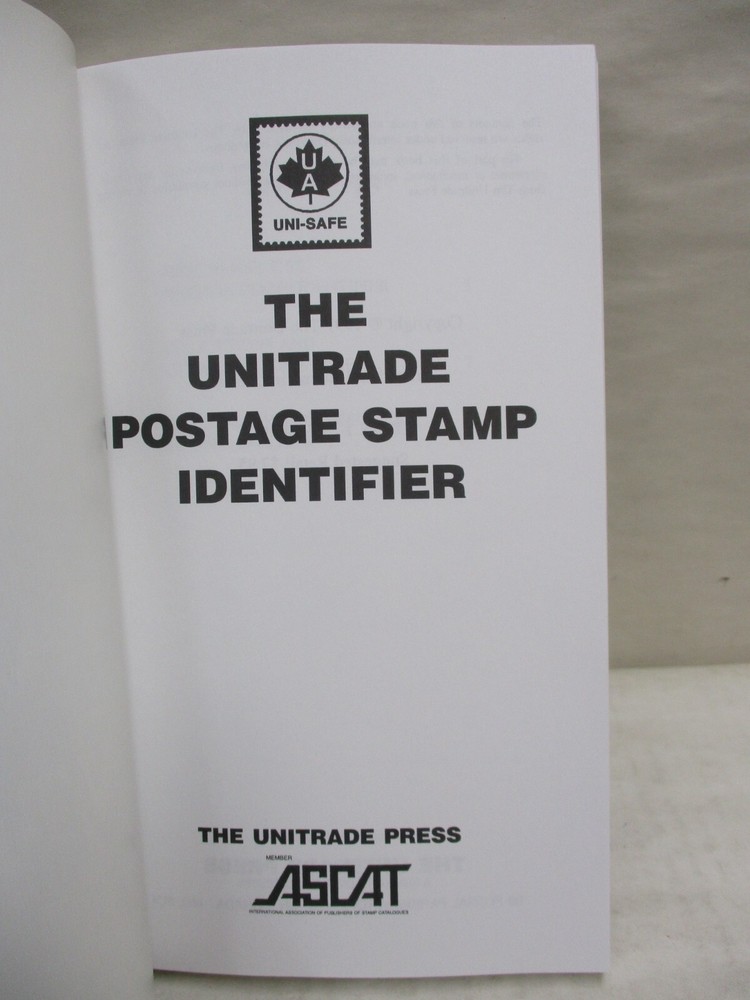 UA
UNI-SAFE
THE
UNITRADE
POSTAGE STAMP
IDENTIFIER
THE UNITRADE PRESS
MEMBER
ASCAT
INTERNATIONAL ASSOCIATION OF PUBLISHERS OF STAMP CATALOGUES